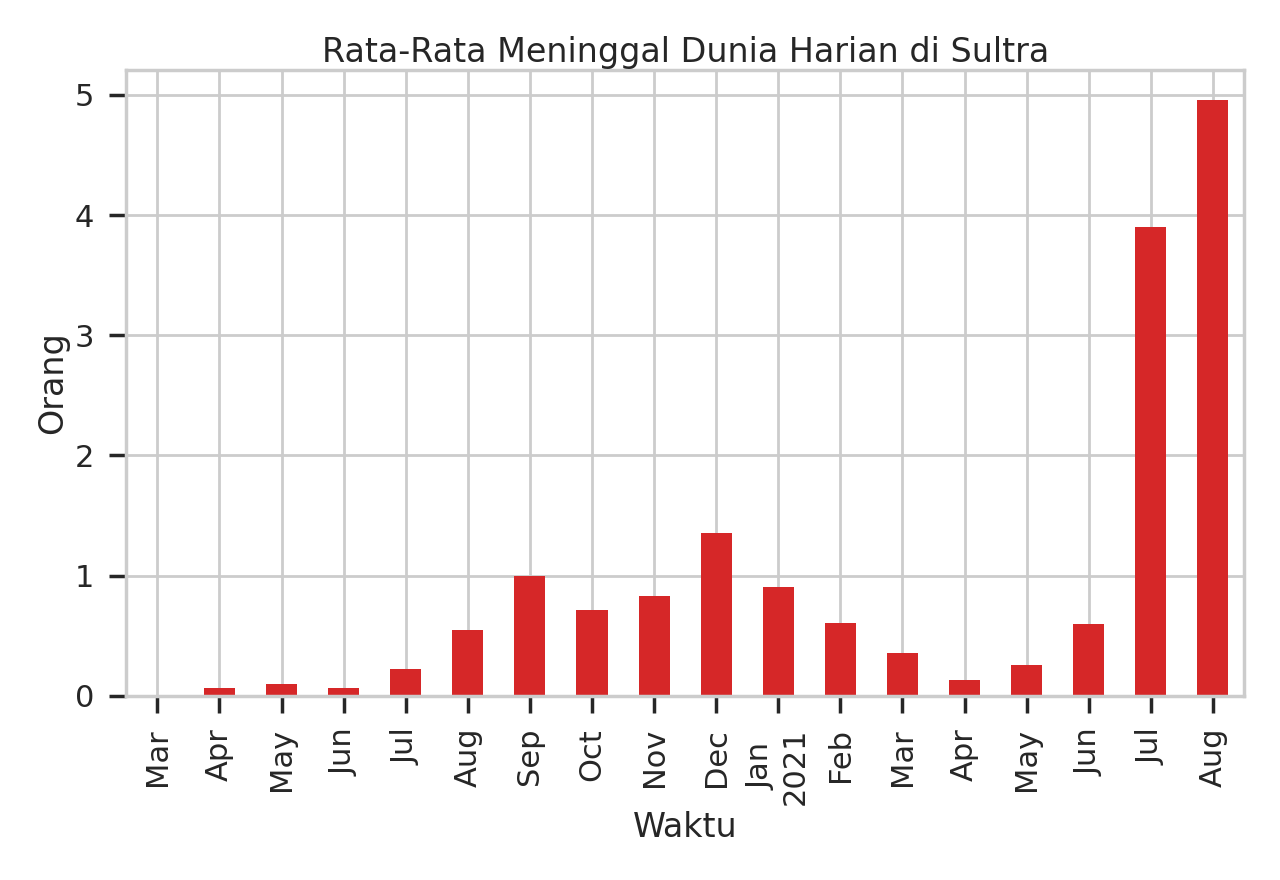 Rata-Rata Meninggal Dunia Harian di Sultra
5
4
3
2
1
0
Orang
Mar
Apr
May
Jun
Jul
Aug
Sep
Oct
Nov
Dec
Jan
2021
Feb
Mar
Apr
May
Jun
Jul
Aug
Waktu